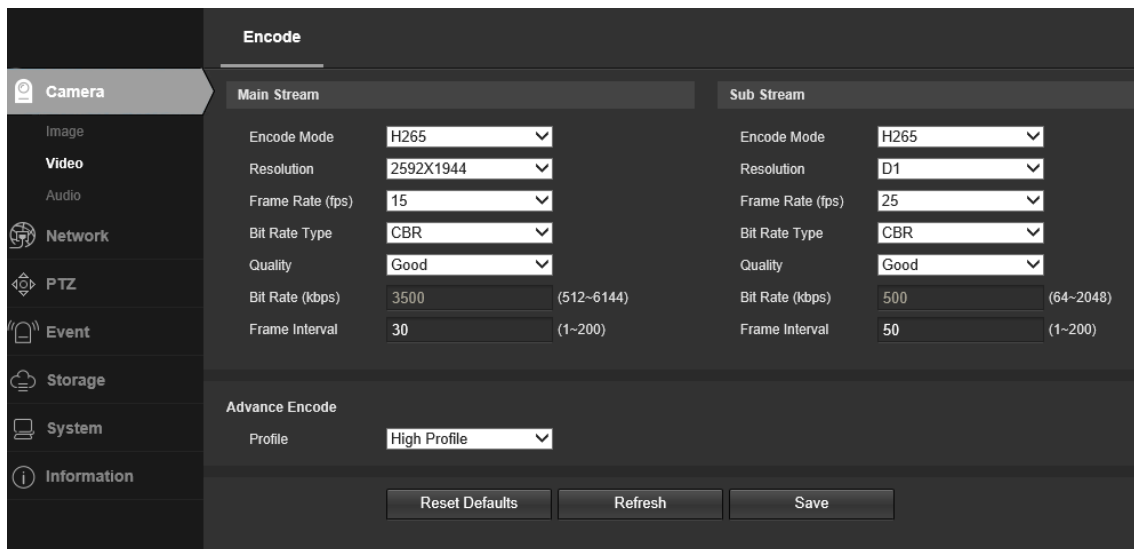 Encode
Camera
Image
Video
Audio
Network
PTZ
Event
Storage
System
Information
Main Stream
Encode Mode H265
Resolution 2592X1944
Frame Rate (fps) 15
Bit Rate Type CBR
Quality Good
Bit Rate (kbps) 3500 (512~6144)
Frame Interval 30 (1~200)
Sub Stream
Encode Mode H265
Resolution D1
Frame Rate (fps) 25
Bit Rate Type CBR
Quality Good
Bit Rate (kbps) 500 (64~2048)
Frame Interval 50 (1~200)
Advance Encode
Profile High Profile
Reset Defaults Refresh Save